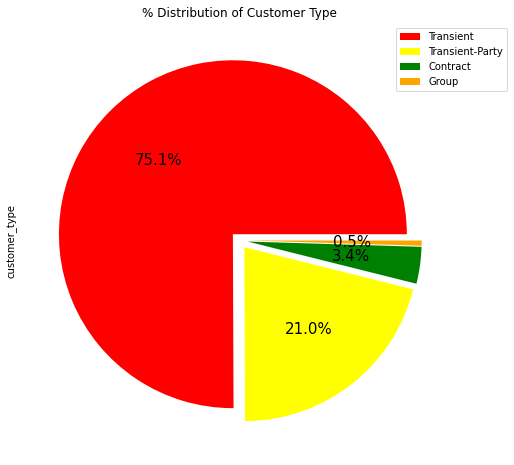 % Distribution of Customer Type
Transient
Transient-Party
Contract
Group
75.1%
customer_type
0.5%
3.4%
21.0%